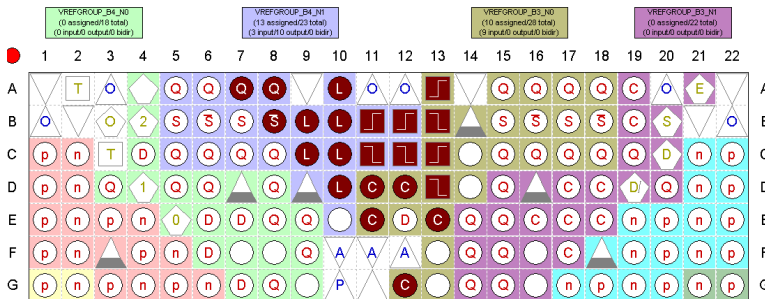 VREFGROUP_B4_N0
(0 assigned/18 total)
(0 input/0 output/0 bidir)
VREFGROUP_B4_N1
(13 assigned/23 total)
(3 input/10 output/0 bidir)
VREFGROUP_B3_N0
(10 assigned/28 total)
(9 input/0 output/0 bidir)
VREFGROUP_B3_N1
(0 assigned/22 total)
(0 input/0 output/0 bidir)
1 2 3 4 5 6 7 8 9 10 11 12 13 14 15 16 17 18 19 20 21 22
A T O Q Q Q Q L O O Q Q Q Q C O E A
B O O 2 S S S S L L S S S S S O B
C p n T D Q Q Q Q L L Q Q Q Q Q D n p C
D p n Q 1 Q Q Q L C C Q C C D Q n p D
E p n p n 0 D D Q Q C D C Q Q C C C n p n p E
F p n p n D Q A A A Q Q C n p n p F
G p n p n p n D Q P C Q Q n p n p n p G